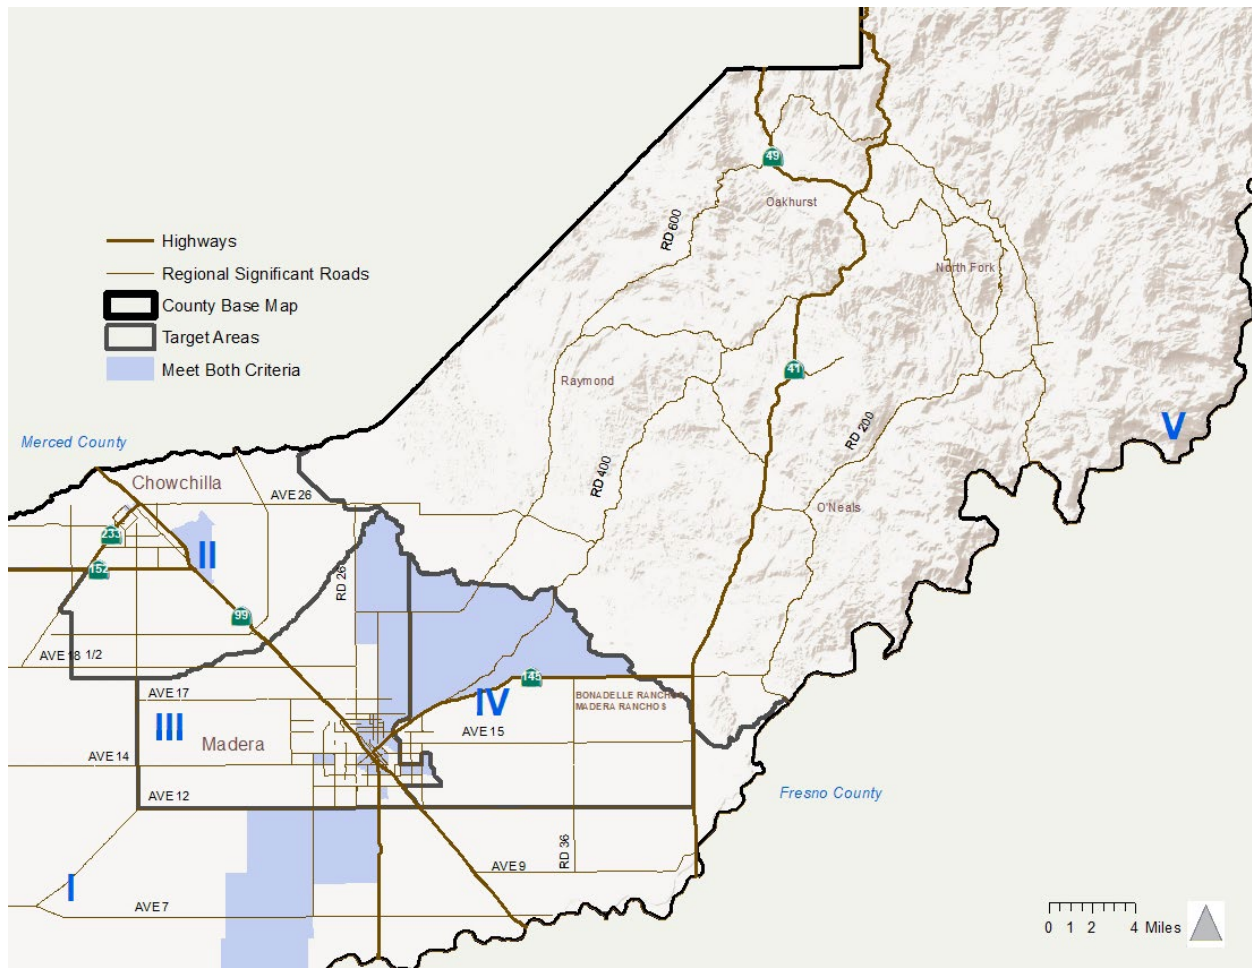 49
Oakhurst
RD 600
Highways
Regional Significant Roads
North Fork
County Base Map
Target Areas
Meet Both Criteria
41
Raymond
V
RD 200
Merced County
RD 400
Chowchilla
AVE 26
O'Neals
233
II
152
RD 26
99
AVE 18 1/2
145
AVE 17
IV
BONADELLE RANCHOS
MADERA RANCHOS
III
AVE 15
Madera
AVE 14
AVE 12
Fresno County
RD 36
AVE 9
I
AVE 7
0 1 2 4 Miles